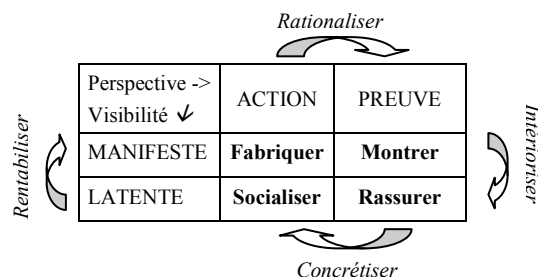 Rationaliser
Perspective ->
Visibilité ↓
ACTION
PREUVE
MANIFESTE
Fabriquer
Montrer
LATENTE
Socialiser
Rassurer
Rentabiliser
Intérioriser
Concrétiser